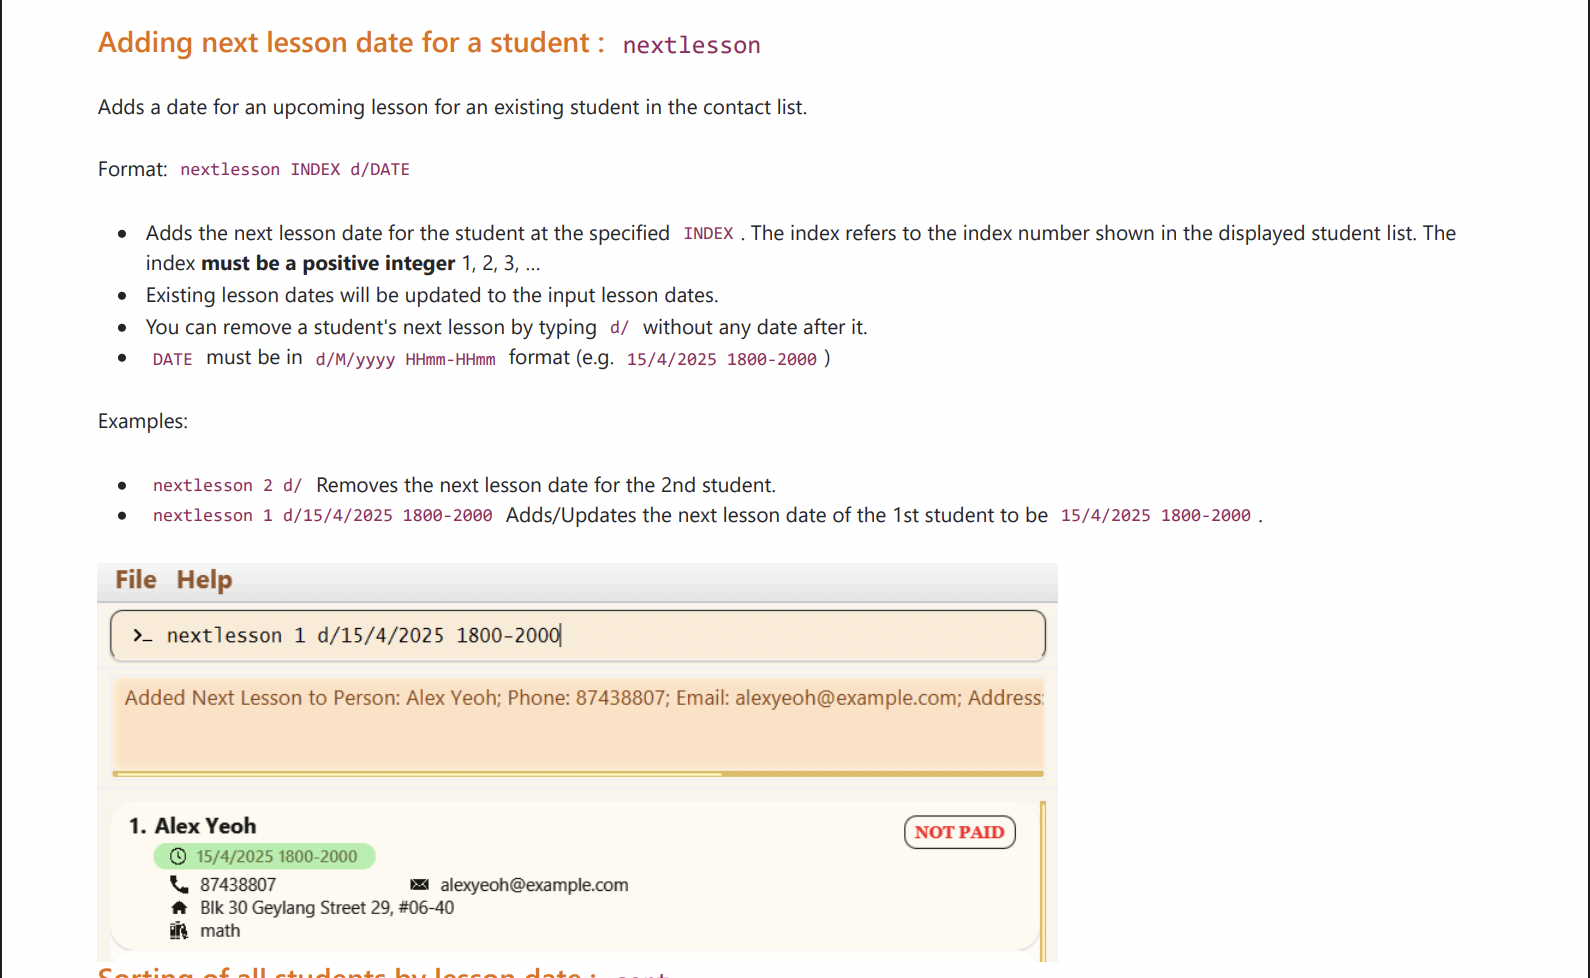 Adding next lesson date for a student : nextlesson
Adds a date for an upcoming lesson for an existing student in the contact list.
Format: nextlesson INDEX d/DATE
Adds the next lesson date for the student at the specified INDEX . The index refers to the index number shown in the displayed student list. The
index must be a positive integer 1, 2, 3, ...
Existing lesson dates will be updated to the input lesson dates.
You can remove a student's next lesson by typing d/ without any date after it.
DATE must be in d/M/yyyy HHmm-HHmm format (e.g. 15/4/2025 1800-2000 )
Examples:
nextlesson 2 d/ Removes the next lesson date for the 2nd student.
nextlesson 1 d/15/4/2025 1800-2000 Adds/Updates the next lesson date of the 1st student to be 15/4/2025 1800-2000 .
File Help
>_ nextlesson 1 d/15/4/2025 1800-2000
Added Next Lesson to Person: Alex Yeoh; Phone: 87438807; Email: alexyeoh@example.com; Address:
1. Alex Yeoh
NOT PAID
15/4/2025 1800-2000
87438807 alexyeoh@example.com
Blk 30 Geylang Street 29, #06-40
math
Sorting of all students by lesson date : sort